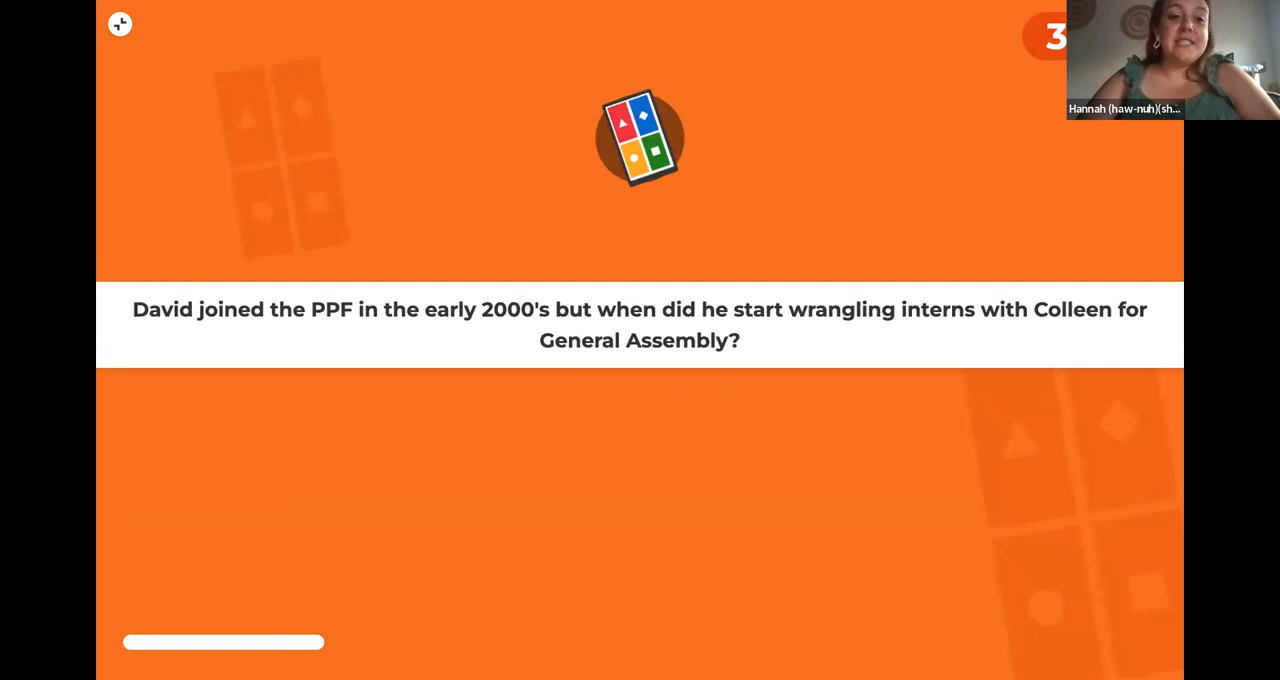 3
Hannah (haw-nuh)(sh...
David joined the PPF in the early 2000's but when did he start wrangling interns with Colleen for
General Assembly?